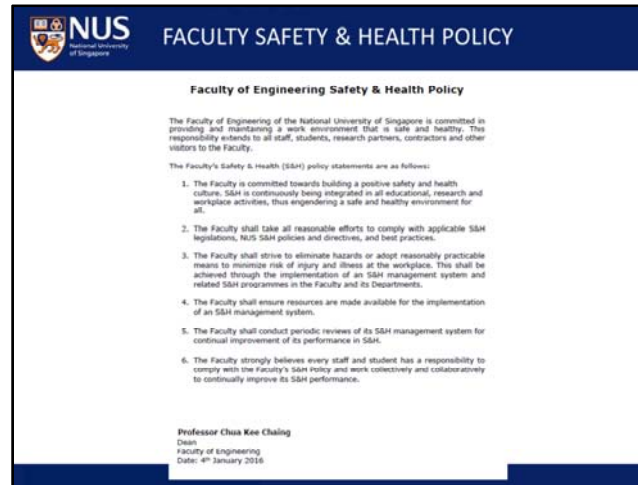 NUS
National University
of Singapore
FACULTY SAFETY & HEALTH POLICY
Faculty of Engineering Safety & Health Policy
The Faculty of Engineering of the National University of Singapore is committed in
providing and maintaining a work environment that is safe and healthy. This
responsibility extends to all staff, students, research partners, contractors and other
visitors to the Faculty.
The Faculty's Safety & Health (S&H) policy statements are as follows:
1. The Faculty is committed towards building a positive safety and health
culture. S&H is continuously being integrated in all educational, research and
workplace activities, thus engendering a safe and healthy environment for
all.
2. The Faculty shall take all reasonable efforts to comply with applicable S&H
legislations, NUS S&H policies and directives, and best practices.
3. The Faculty shall strive to eliminate hazards or adopt reasonably practicable
means to minimize risk of injury and illness at the workplace. This shall be
achieved through the implementation of an S&H management system and
related S&H programmes in the Faculty and its Departments.
4. The Faculty shall ensure resources are made available for the implementation
of an S&H management system.
5. The Faculty shall conduct periodic reviews of its S&H management system for
continual improvement of its performance in S&H.
6. The Faculty strongly believes every staff and student has a responsibility to
comply with the Faculty's S&H Policy and work collectively and collaboratively
to continually improve its S&H performance.
Professor Chua Kee Chaing
Dean
Faculty of Engineering
Date: 4th January 2016